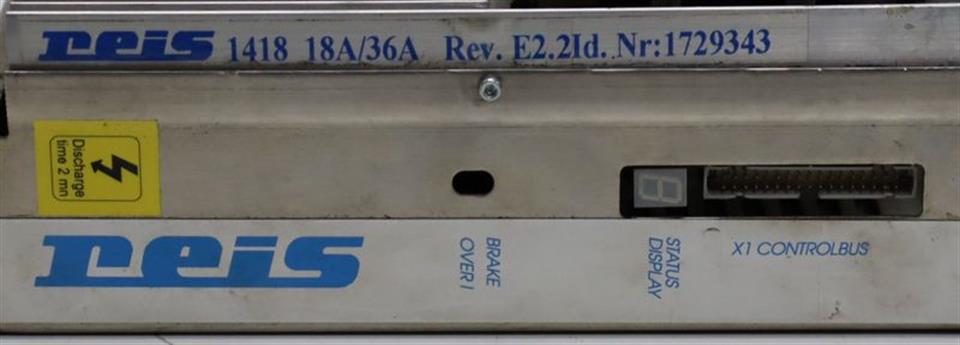 reis 1418 18A/36A Rev. E2.2Id. Nr:1729343
Discharge
time 2 mn
reis
BRAKE
OVER I
STATUS
DISPLAY
X1 CONTROLBUS